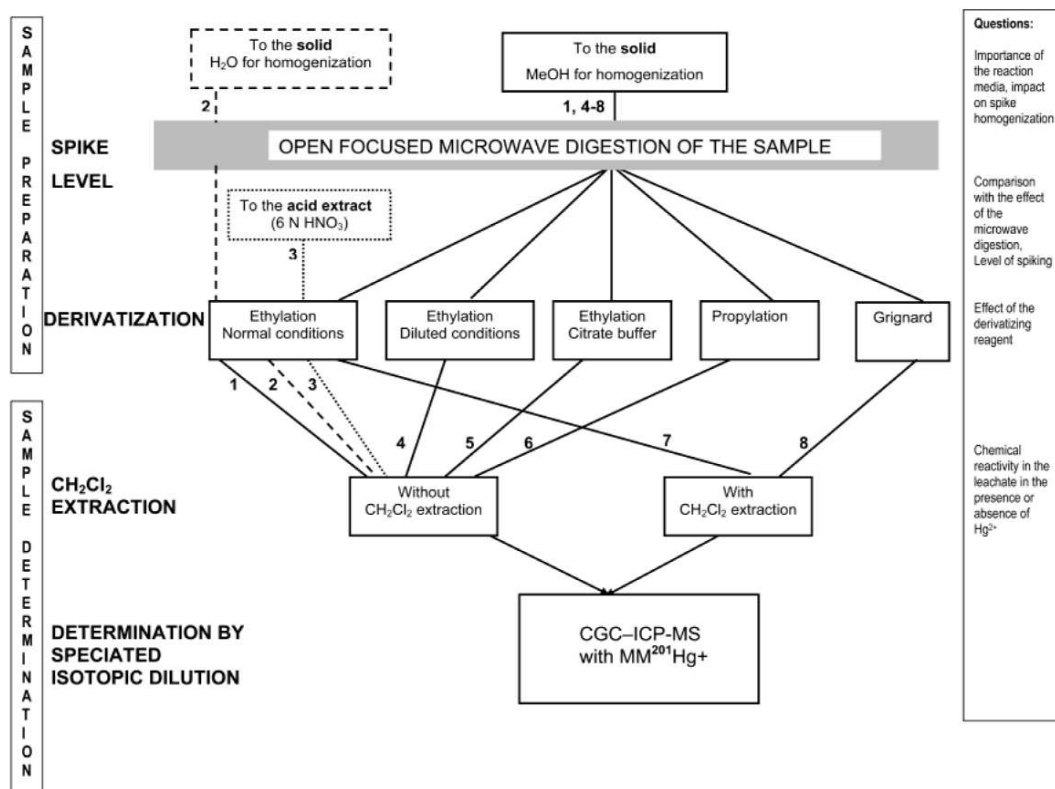 SAMPLE PREPARATION
To the solid
H₂O for homogenization
To the solid
MeOH for homogenization
2
1, 4-8
SPIKE
LEVEL
OPEN FOCUSED MICROWAVE DIGESTION OF THE SAMPLE
To the acid extract
(6 N HNO₃)
3
DERIVATIZATION
Ethylation
Normal conditions
Ethylation
Diluted conditions
Ethylation
Citrate buffer
Propylation
Grignard
1
2
3
4
5
6
7
8
SAMPLE DETERMINATION
CH₂Cl₂
EXTRACTION
Without
CH₂Cl₂ extraction
With
CH₂Cl₂ extraction
DETERMINATION BY
SPECIATED
ISOTOPIC DILUTION
CGC–ICP-MS
with MM²⁰¹Hg+
Questions:
Importance of
the reaction
media, impact
on spike
homogenization
Comparison
with the effect
of the
microwave
digestion,
Level of spiking
Effect of the
derivatizing
reagent
Chemical
reactivity in the
leachate in the
presence or
absence of
Hg²⁺